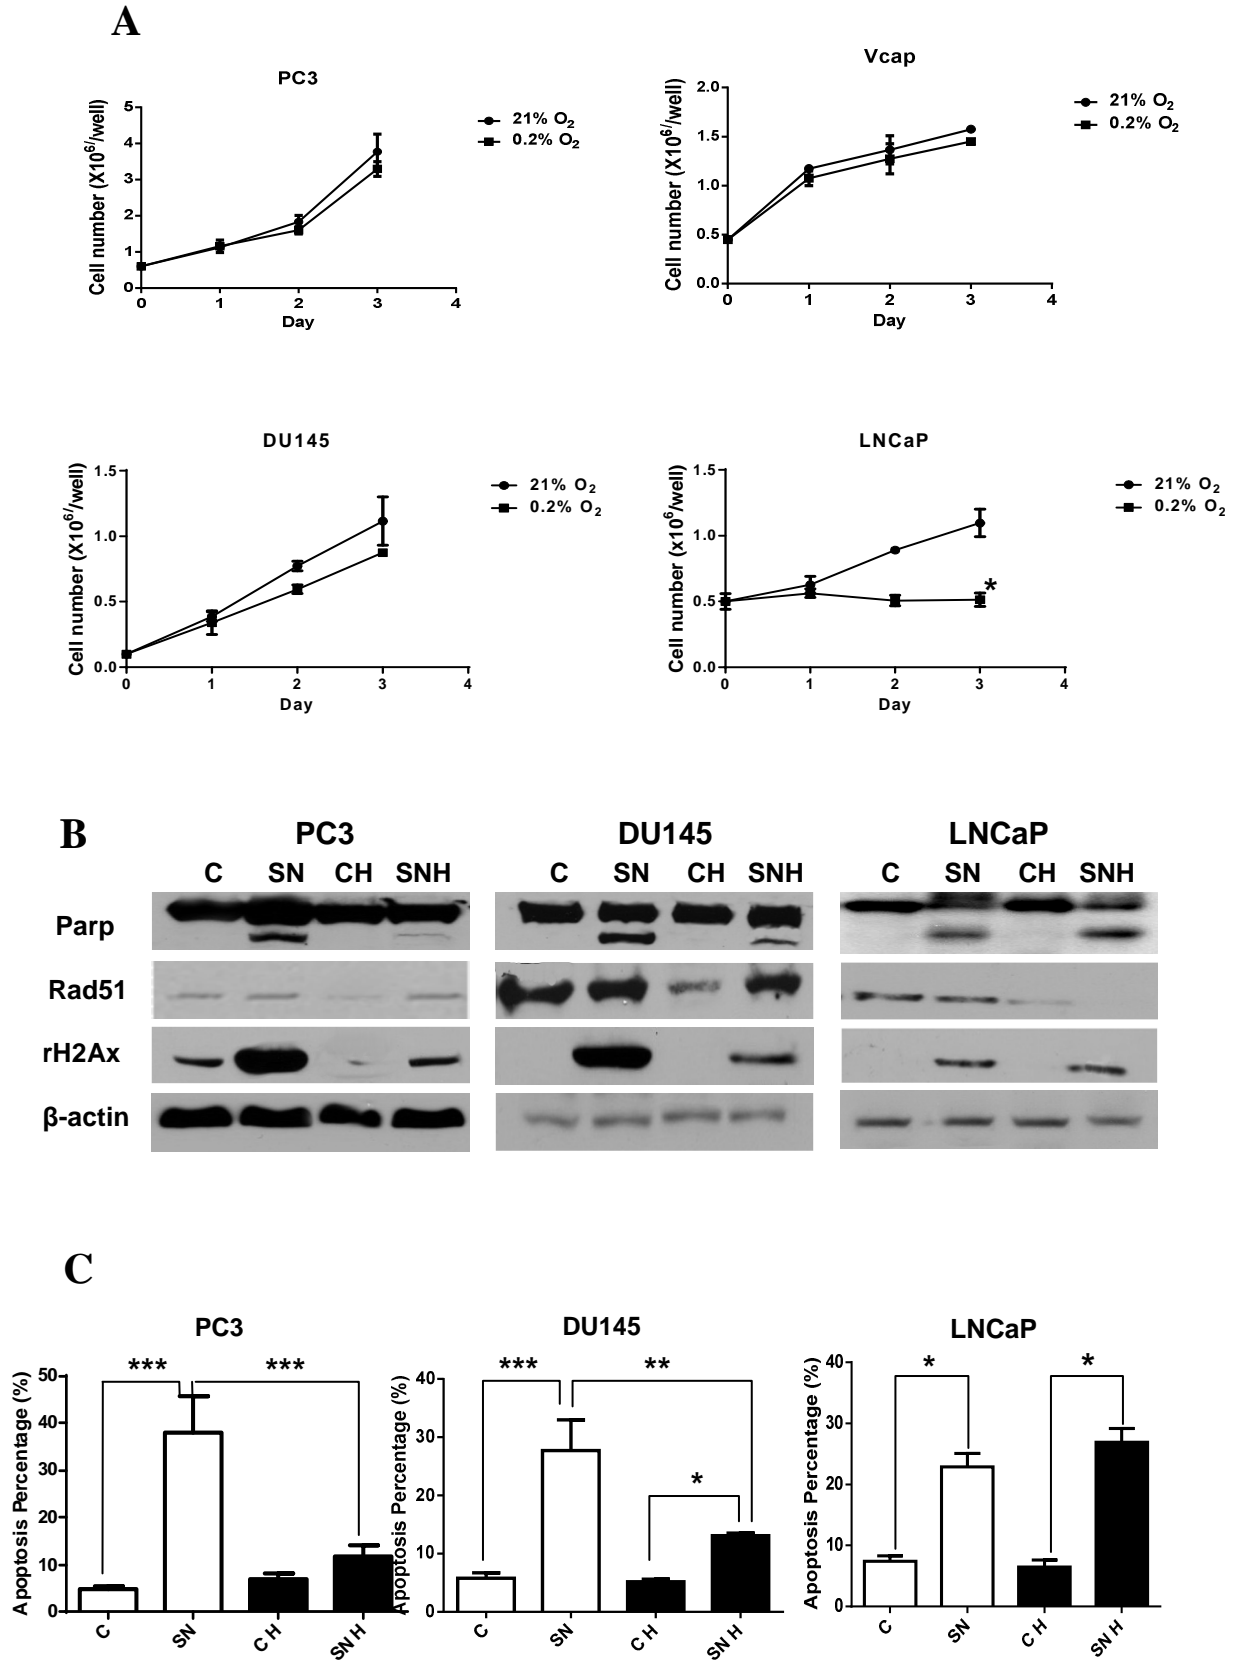 A
PC3
Cell number (X10⁶/well)
5
4
3
2
1
0
0 1 2 3 4
Day
21% O₂
0.2% O₂
Vcap
Cell number (X10⁶/well)
2.0
1.5
1.0
0.5
0.0
0 1 2 3 4
Day
21% O₂
0.2% O₂
DU145
Cell number (X10⁶/well)
1.5
1.0
0.5
0.0
0 1 2 3 4
Day
21% O₂
0.2% O₂
LNCaP
Cell number (x10⁶/well)
1.5
1.0
0.5
0.0
*
0 1 2 3 4
Day
21% O₂
0.2% O₂
B
PC3 DU145 LNCaP
C SN CH SNH C SN CH SNH C SN CH SNH
Parp
Rad51
rH2Ax
β-actin
C
PC3
Apoptosis Percentage (%)
50
40
30
20
10
0
*** ***
C SN C H SN H
DU145
Apoptosis Percentage (%)
40
30
20
10
0
*** **
*
C SN C H SN H
LNCaP
Apoptosis Percentage (%)
40
30
20
10
0
* *
C SN C H SN H